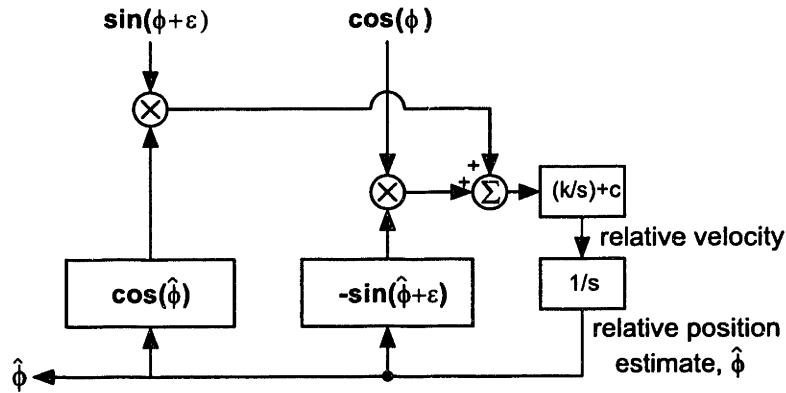 sin(ϕ+ε)
cos(ϕ)
×
+
×
+
Σ
(k/s)+c
relative velocity
cos(ϕ̂)
-sin(ϕ̂+ε)
1/s
relative position
estimate, ϕ̂
ϕ̂